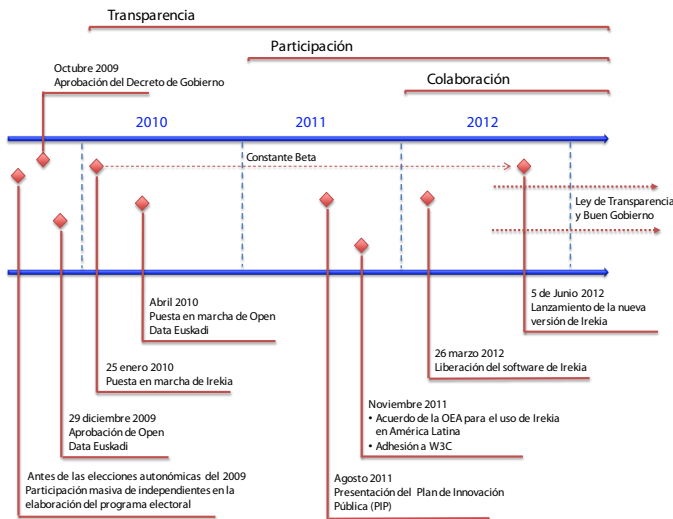 Transparencia
Participación
Colaboración
Octubre 2009
Aprobación del Decreto de Gobierno
2010
2011
2012
Constante Beta
Ley de Transparencia
y Buen Gobierno
5 de Junio 2012
Lanzamiento de la nueva
versión de Irekia
Abril 2010
Puesta en marcha de Open
Data Euskadi
26 marzo 2012
Liberación del software de Irekia
25 enero 2010
Puesta en marcha de Irekia
Noviembre 2011
• Acuerdo de la OEA para el uso de Irekia
en América Latina
• Adhesión a W3C
29 diciembre 2009
Aprobación de Open
Data Euskadi
Antes de las elecciones autonómicas del 2009
Participación masiva de independientes en la
elaboración del programa electoral
Agosto 2011
Presentación del Plan de Innovación
Pública (PIP)